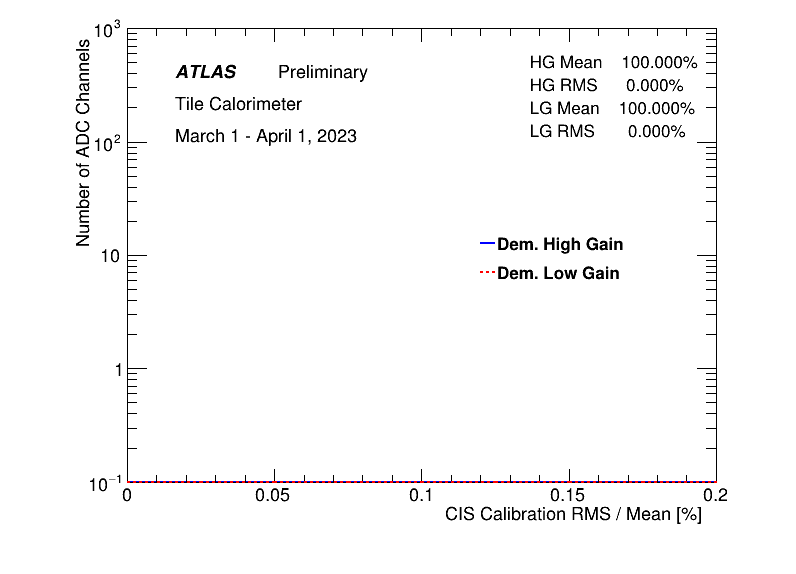 10³
10²
10
1
10⁻¹
Number of ADC Channels
ATLAS Preliminary
Tile Calorimeter
March 1 - April 1, 2023
HG Mean 100.000%
HG RMS 0.000%
LG Mean 100.000%
LG RMS 0.000%
Dem. High Gain
Dem. Low Gain
0 0.05 0.1 0.15 0.2
CIS Calibration RMS / Mean [%]